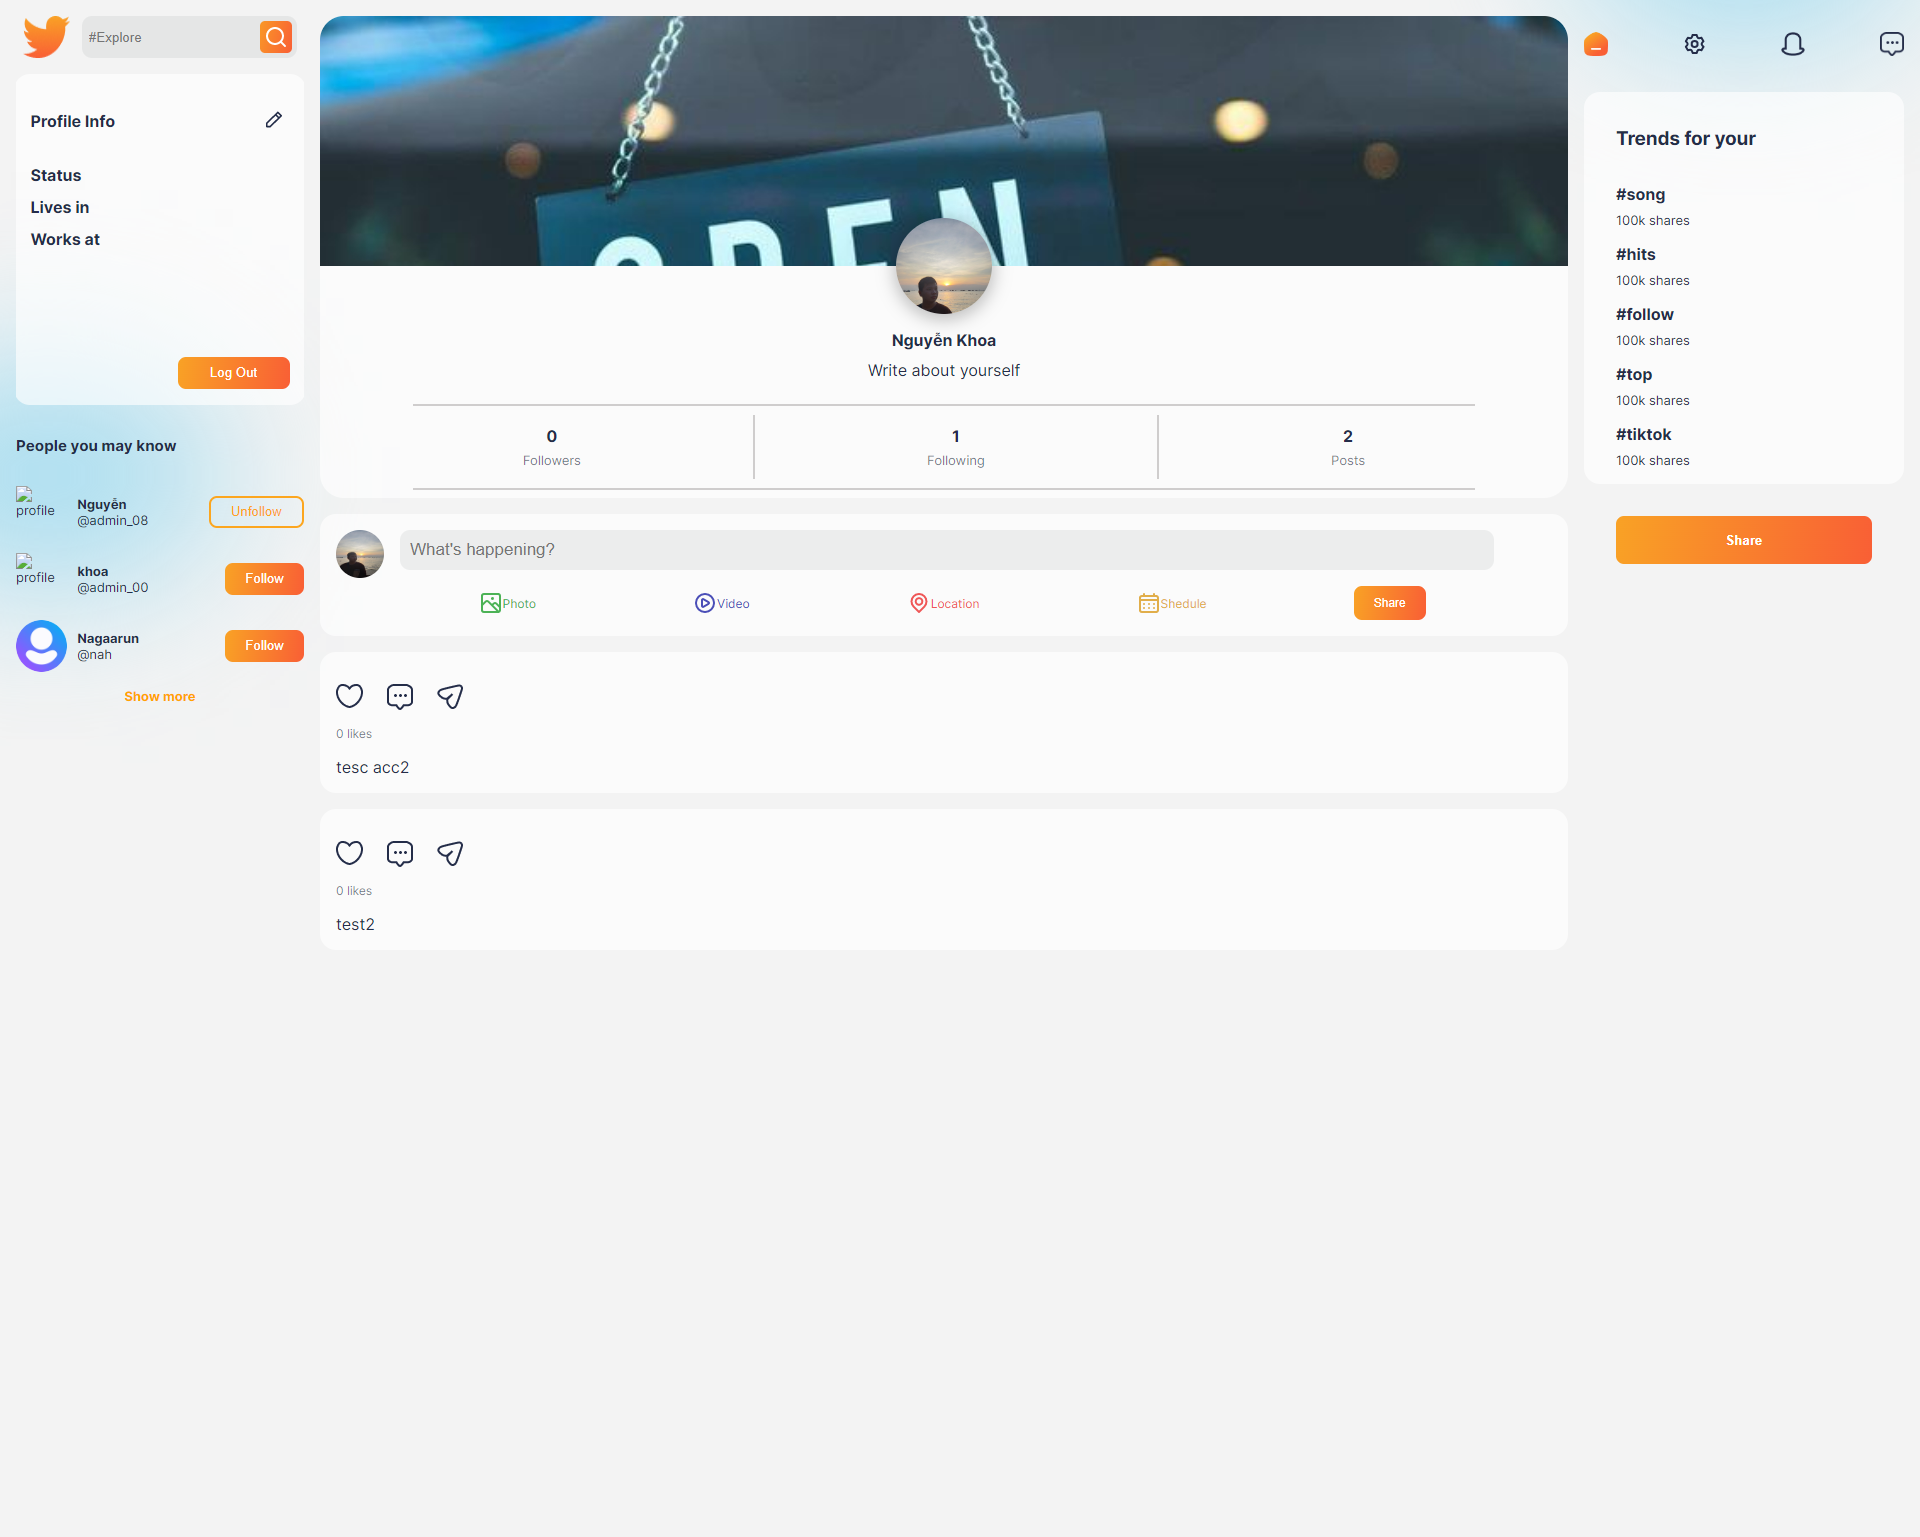 #Explore
Profile Info
Status
Lives in
Works at
Log Out
People you may know
profile
Nguyễn
@admin_08
Unfollow
profile
khoa
@admin_00
Follow
Nagaarun
@nah
Follow
Show more
OPEN
Nguyễn Khoa
Write about yourself
0
Followers
1
Following
2
Posts
What's happening?
Photo
Video
Location
Shedule
Share
0 likes
tesc acc2
0 likes
test2
Trends for your
#song
100k shares
#hits
100k shares
#follow
100k shares
#top
100k shares
#tiktok
100k shares
Share